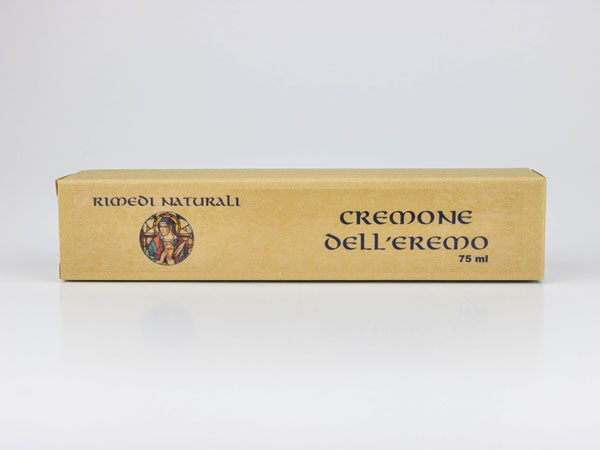 RIMEDI NATURALI
CREMONE
DELL'EREMO
75 ml